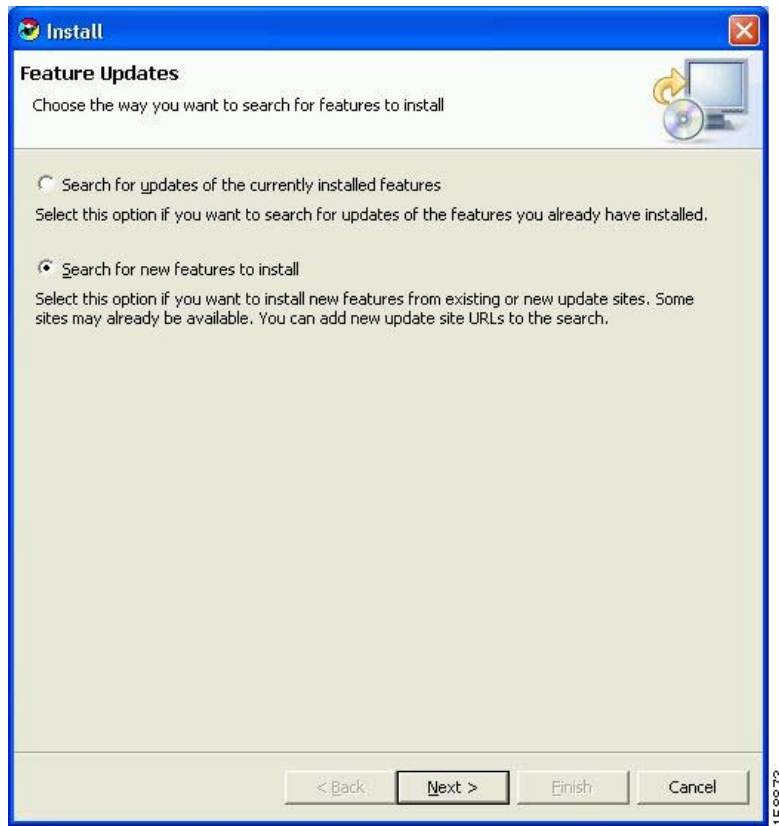 Install
Feature Updates
Choose the way you want to search for features to install
Search for updates of the currently installed features
Select this option if you want to search for updates of the features you already have installed.
Search for new features to install
Select this option if you want to install new features from existing or new update sites. Some
sites may already be available. You can add new update site URLs to the search.
< Back
Next >
Finish
Cancel
158873